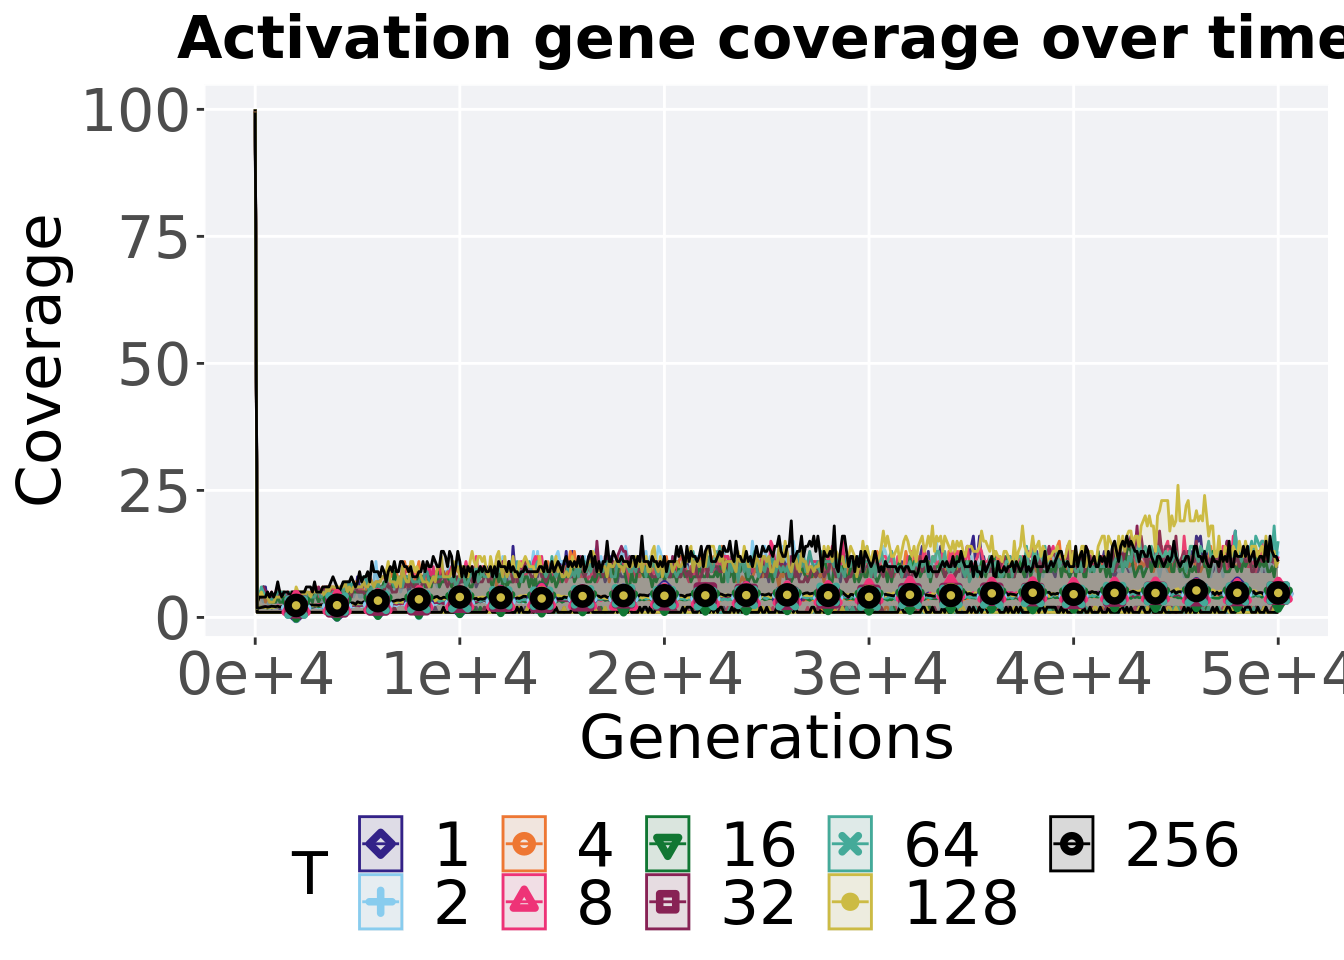 Activation gene coverage over time
100
75
50
25
0
Coverage
0e+4 1e+4 2e+4 3e+4 4e+4 5e+4
Generations
T
1 4 16 64 256
2 8 32 128